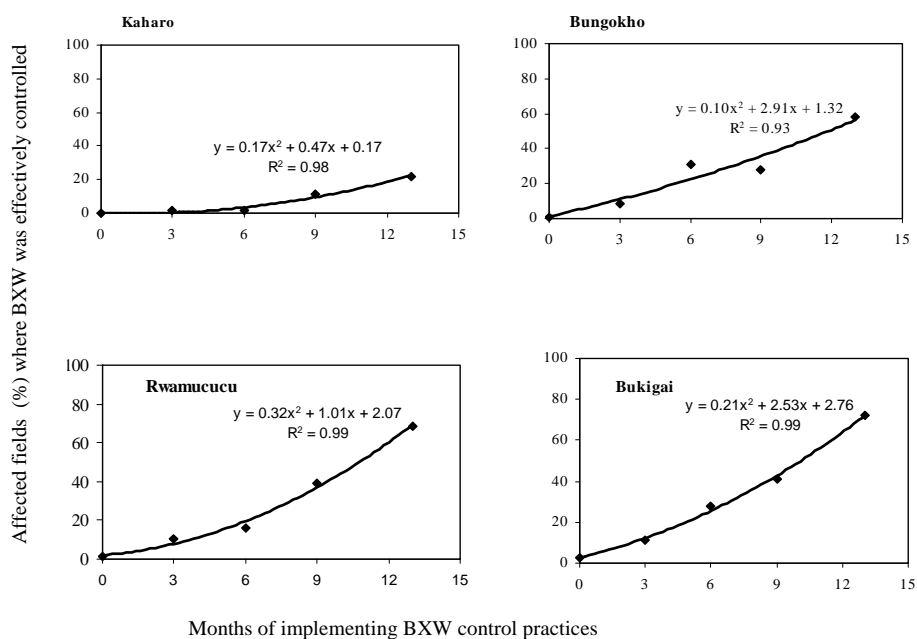 Affected fields (%) where BXW was effectively controlled
Kaharo
100
80
60
40
20
0
y = 0.17x² + 0.47x + 0.17
R² = 0.98
0 3 6 9 12 15
Bungokho
100
80
60
40
20
0
y = 0.10x² + 2.91x + 1.32
R² = 0.93
0 3 6 9 12 15
Rwamucucu
100
80
60
40
20
0
y = 0.32x² + 1.01x + 2.07
R² = 0.99
0 3 6 9 12 15
Bukigai
100
80
60
40
20
0
y = 0.21x² + 2.53x + 2.76
R² = 0.99
0 3 6 9 12 15
Months of implementing BXW control practices